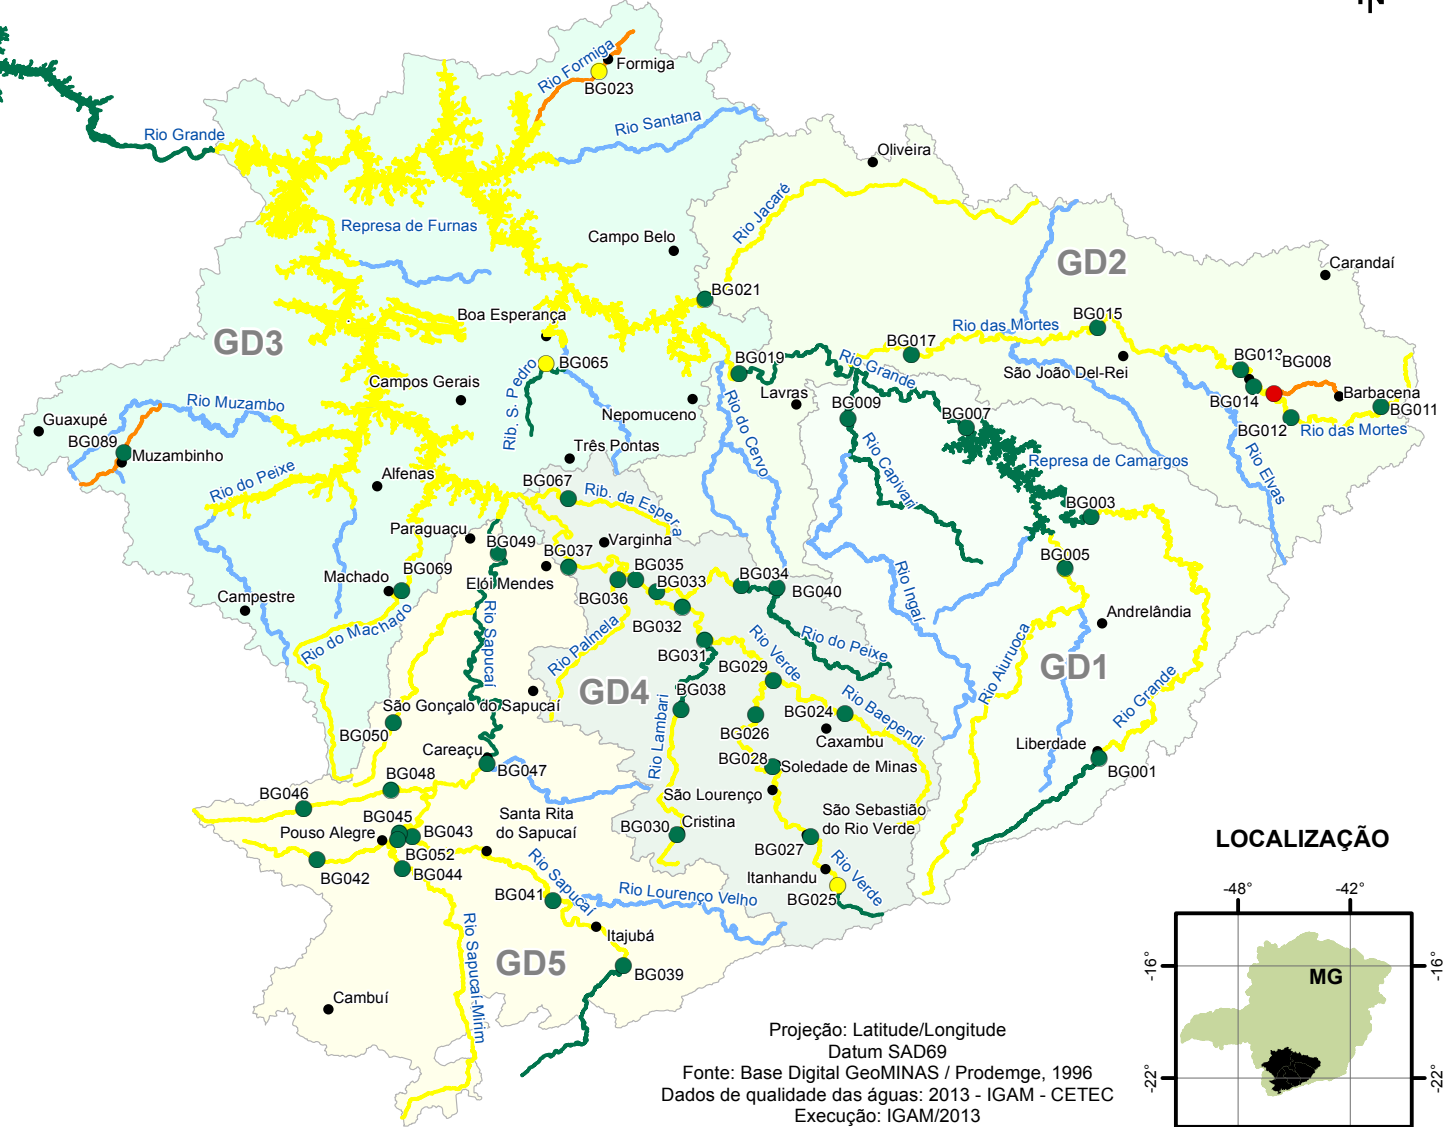 N
Rio Formiga
Formiga
BG023
Rio Grande
Rio Santana
Oliveira
Rio Jacaré
Represa de Furnas
Campo Belo
GD2
Carandaí
BG021
Boa Esperança
GD3
BG015
Rio das Mortes
BG017
BG065
BG019
Rio Grande
São João Del-Rei
BG013
BG008
Barbacena
BG014
BG011
BG012
Rio das Mortes
Campos Gerais
Rib. S. Pedro
Nepomuceno
Lavras
BG009
BG007
Guaxupé
Rio Muzambo
BG089
Muzambinho
Três Pontas
Rio do Cervo
Rio Capivari
Represa de Camargos
Rio Elvas
Rio do Peixe
Alfenas
BG067
Rib. da Espera
BG003
Paraguaçu
BG049
BG037
Varginha
BG005
Machado
BG069
Elói Mendes
BG035
BG033
BG034
BG036
BG040
Rio Ingaí
Campestre
BG032
Andrelândia
Rio do Machado
Rio Sapucaí
Rio Palmela
BG031
Rio Verde
Rio do Peixe
BG029
GD1
Rio Aiuruoca
GD4
BG038
Rio Baependi
BG024
São Gonçalo do Sapucaí
BG026
Caxambu
Rio Grande
BG050
Rio Lambari
Liberdade
Careaçu
BG047
BG028
Soledade de Minas
BG001
BG048
São Lourenço
BG046
BG045
Santa Rita
do Sapucaí
São Sebastião
do Rio Verde
Pouso Alegre
BG043
BG030
Cristina
BG027
LOCALIZAÇÃO
BG052
BG042
BG044
Rio Sapucaí
Itanhandu
Rio Verde
BG041
Rio Lourenço Velho
BG025
-48°
-42°
Itajubá
Rio Sapucaí-Mirim
GD5
BG039
-16°
MG
-16°
Cambuí
Projeção: Latitude/Longitude
Datum SAD69
Fonte: Base Digital GeoMINAS / Prodemge, 1996
-22°
-22°
Dados de qualidade das águas: 2013 - IGAM - CETEC
Execução: IGAM/2013